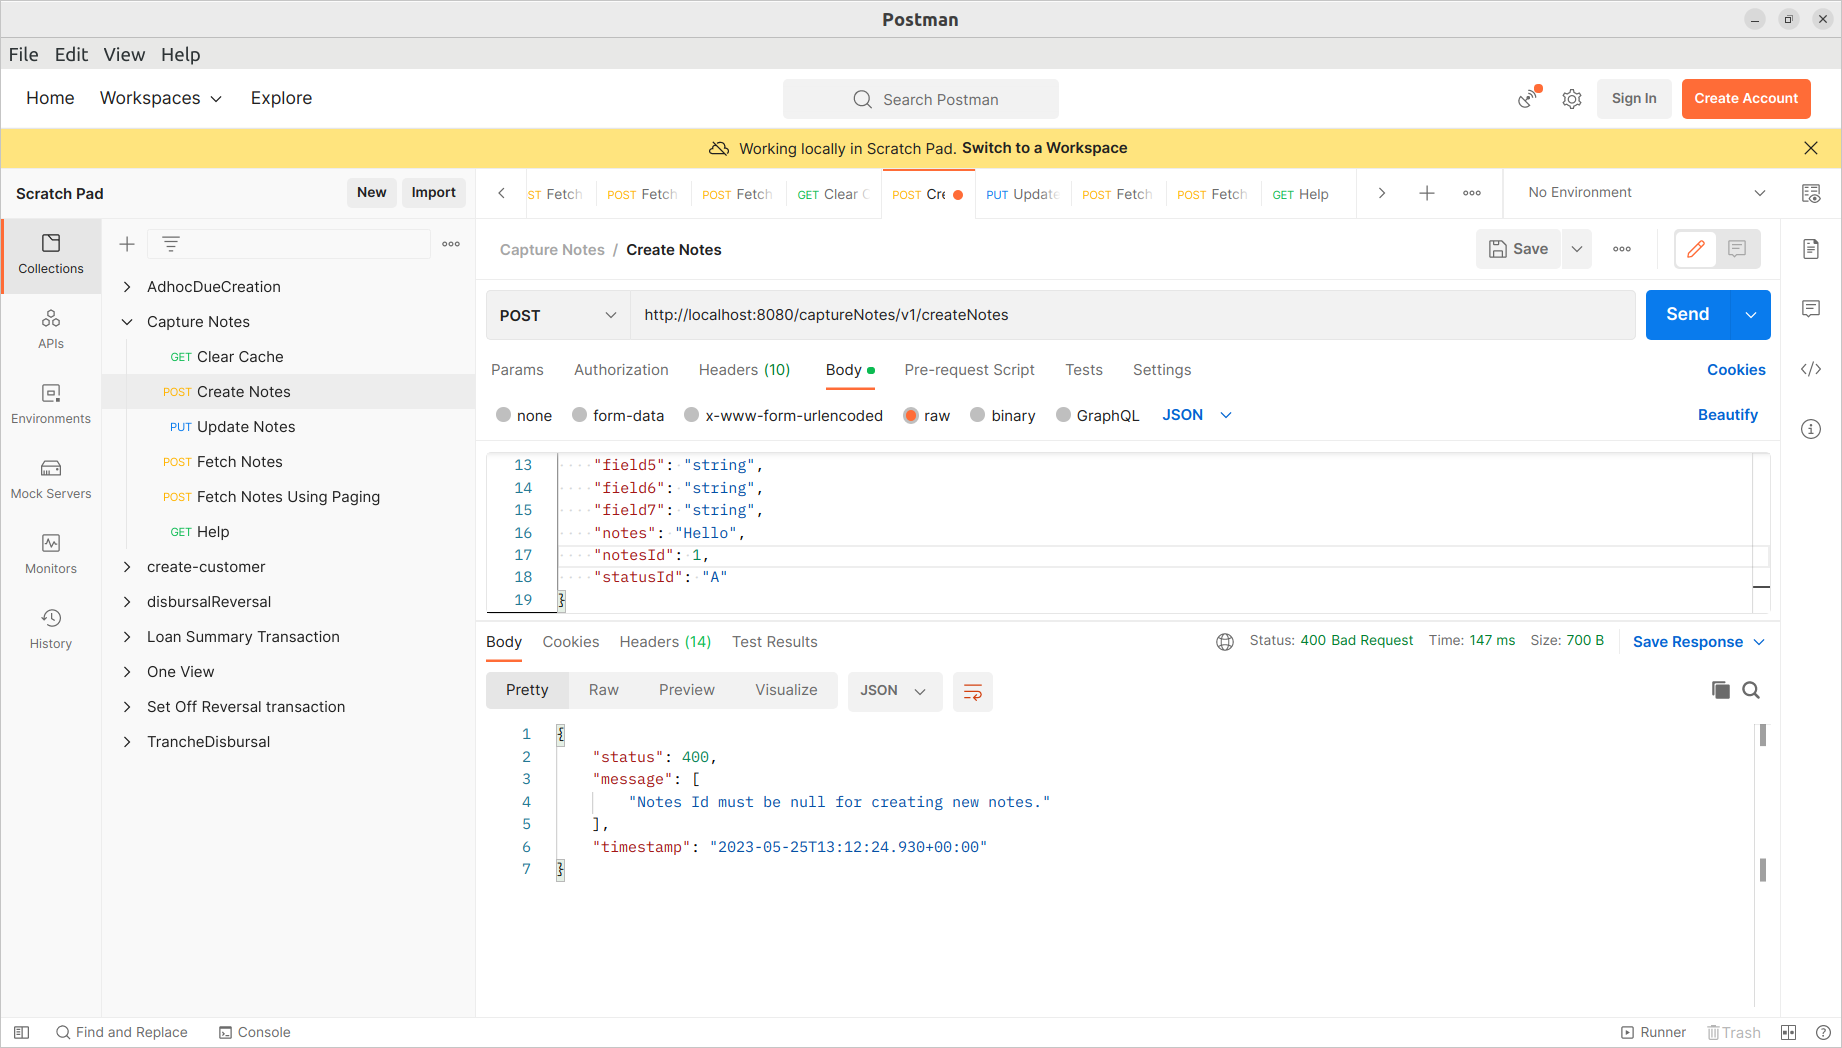 Postman
File Edit View Help
Home Workspaces Explore
Search Postman
Sign In
Create Account
Working locally in Scratch Pad. Switch to a Workspace
Scratch Pad
New
Import
ST Fetch
POST Fetch
POST Fetch
GET Clear C
POST Cre
PUT Update
POST Fetch
POST Fetch
GET Help
No Environment
Collections
APIs
Environments
Mock Servers
Monitors
History
AdhocDueCreation
Capture Notes
GET Clear Cache
POST Create Notes
PUT Update Notes
POST Fetch Notes
POST Fetch Notes Using Paging
GET Help
create-customer
disbursalReversal
Loan Summary Transaction
One View
Set Off Reversal transaction
TrancheDisbursal
Capture Notes / Create Notes
Save
POST
http://localhost:8080/captureNotes/v1/createNotes
Send
Params Authorization Headers (10) Body Pre-request Script Tests Settings
Cookies
none form-data x-www-form-urlencoded raw binary GraphQL JSON
Beautify
13 "field5": "string",
14 "field6": "string",
15 "field7": "string",
16 "notes": "Hello",
17 "notesId": 1,
18 "statusId": "A"
19 }
Body Cookies Headers (14) Test Results
Status: 400 Bad Request Time: 147 ms Size: 700 B
Save Response
Pretty Raw Preview Visualize JSON
1 {
2 "status": 400,
3 "message": [
4 "Notes Id must be null for creating new notes."
5 ],
6 "timestamp": "2023-05-25T13:12:24.930+00:00"
7 }
Find and Replace
Console
Runner
Trash